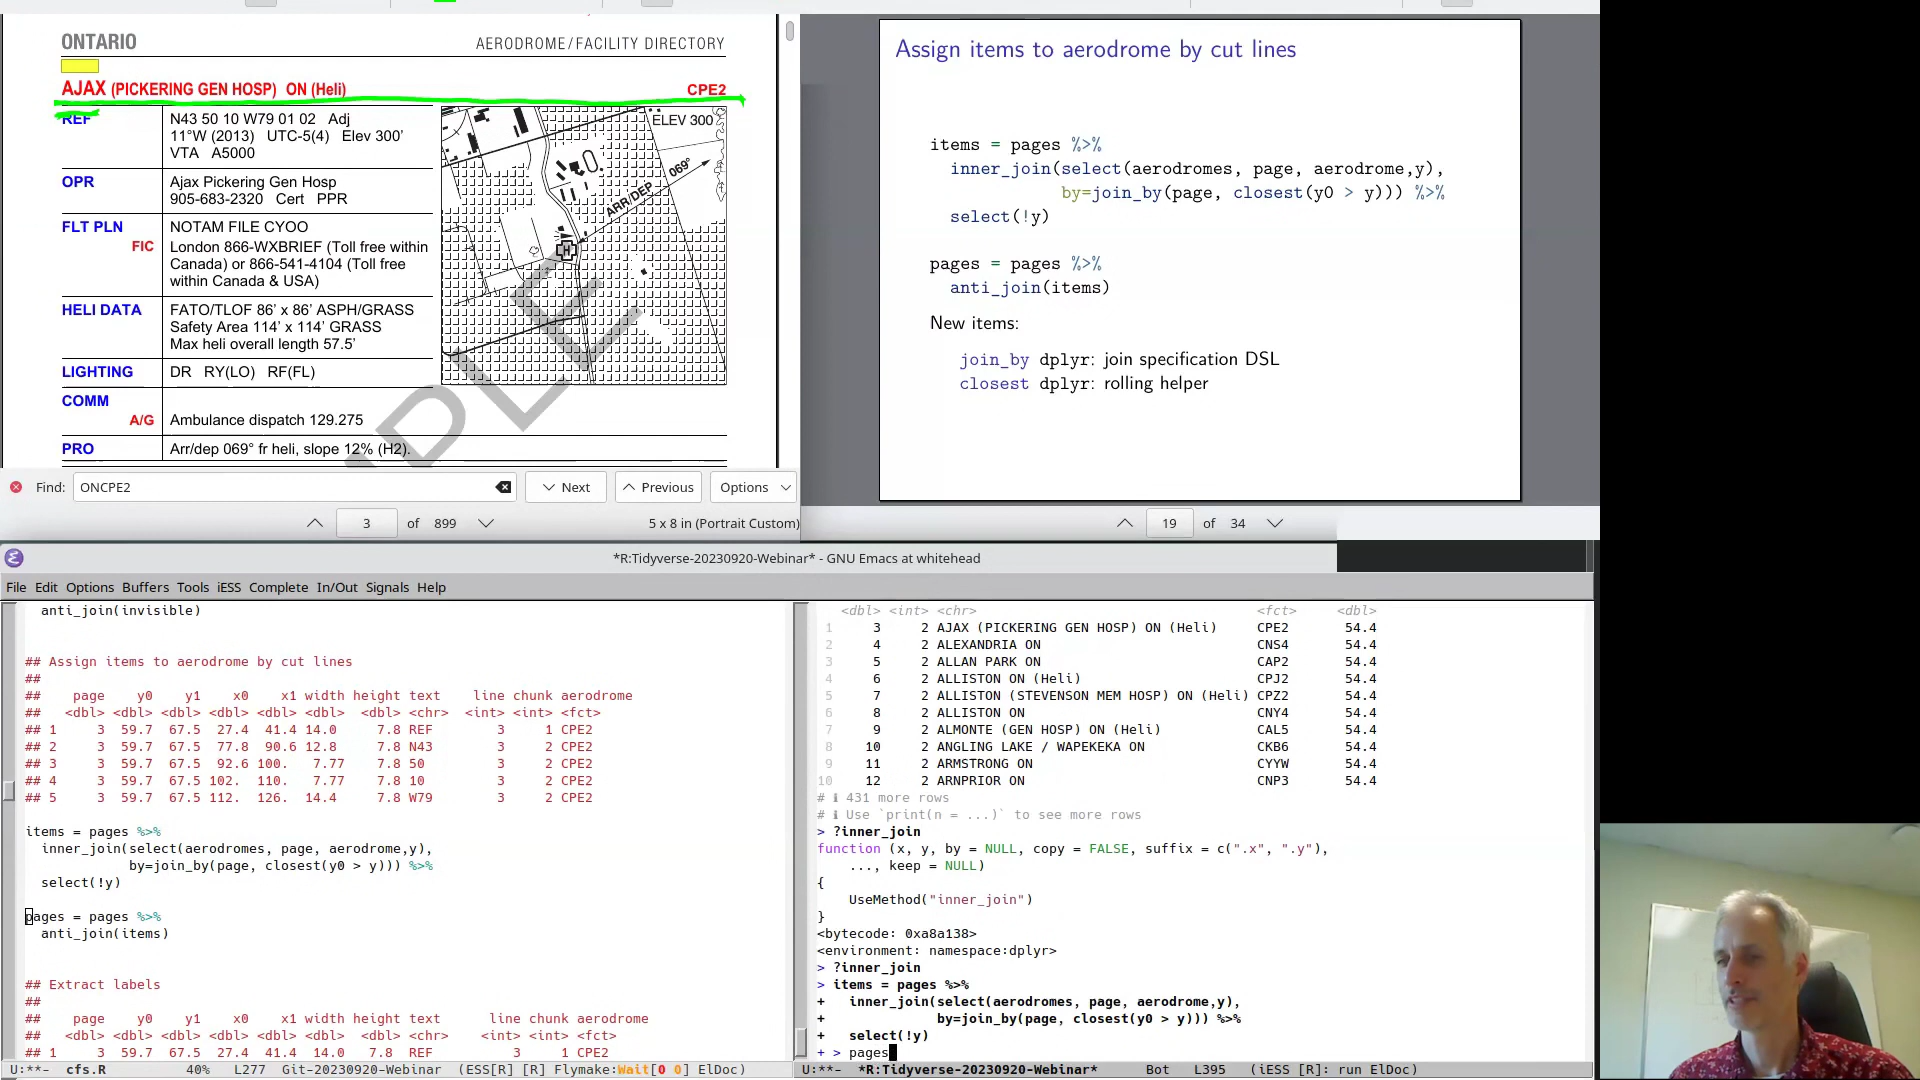 ONTARIO
AERODROME/FACILITY DIRECTORY
AJAX (PICKERING GEN HOSP) ON (Heli)
CPE2
REF
N43 50 10 W79 01 02 Adj
11°W (2013) UTC-5(4) Elev 300'
VTA A5000
OPR
Ajax Pickering Gen Hosp
905-683-2320 Cert PPR
FLT PLN
NOTAM FILE CYOO
FIC
London 866-WXBRIEF (Toll free within
Canada) or 866-541-4104 (Toll free
within Canada & USA)
HELI DATA
FATO/TLOF 86' x 86' ASPH/GRASS
Safety Area 114' x 114' GRASS
Max heli overall length 57.5'
LIGHTING
DR RY(LO) RF(FL)
COMM
A/G
Ambulance dispatch 129.275
PRO
Arr/dep 069° fr heli, slope 12% (H2).
ELEV 300'
069°
ARR/DEP
H
Find: ONCPE2
Next
Previous
Options
3 of 899
5 x 8 in (Portrait Custom)
Assign items to aerodrome by cut lines
items = pages %>%
inner_join(select(aerodromes, page, aerodrome,y),
by=join_by(page, closest(y0 > y))) %>%
select(!y)
pages = pages %>%
anti_join(items)
New items:
join_by dplyr: join specification DSL
closest dplyr: rolling helper
19 of 34
*R:Tidyverse-20230920-Webinar* - GNU Emacs at whitehead
File Edit Options Buffers Tools iESS Complete In/Out Signals Help
anti_join(invisible)
## Assign items to aerodrome by cut lines
##
## page y0 y1 x0 x1 width height text line chunk aerodrome
## <dbl> <dbl> <dbl> <dbl> <dbl> <dbl> <dbl> <chr> <int> <int> <fct>
## 1 3 59.7 67.5 27.4 41.4 14.0 7.8 REF 3 1 CPE2
## 2 3 59.7 67.5 77.8 90.6 12.8 7.8 N43 3 2 CPE2
## 3 3 59.7 67.5 92.6 100. 7.77 7.8 50 3 2 CPE2
## 4 3 59.7 67.5 102. 110. 7.77 7.8 10 3 2 CPE2
## 5 3 59.7 67.5 112. 126. 14.4 7.8 W79 3 2 CPE2
items = pages %>%
inner_join(select(aerodromes, page, aerodrome,y),
by=join_by(page, closest(y0 > y))) %>%
select(!y)
pages = pages %>%
anti_join(items)
## Extract labels
##
## page y0 y1 x0 x1 width height text line chunk aerodrome
## <dbl> <dbl> <dbl> <dbl> <dbl> <dbl> <dbl> <chr> <int> <int> <fct>
## 1 3 59.7 67.5 27.4 41.4 14.0 7.8 REF 3 1 CPE2
U:**- cfs.R 40% L277 Git-20230920-Webinar (ESS[R] [R] Flymake:Wait[0 0] ElDoc)
<dbl> <int> <chr> <fct> <dbl>
1 3 2 AJAX (PICKERING GEN HOSP) ON (Heli) CPE2 54.4
2 4 2 ALEXANDRIA ON CNS4 54.4
3 5 2 ALLAN PARK ON CAP2 54.4
4 6 2 ALLISTON ON (Heli) CPJ2 54.4
5 7 2 ALLISTON (STEVENSON MEM HOSP) ON (Heli) CPZ2 54.4
6 8 2 ALLISTON ON CNY4 54.4
7 9 2 ALMONTE (GEN HOSP) ON (Heli) CAL5 54.4
8 10 2 ANGLING LAKE / WAPEKEKA ON CKB6 54.4
9 11 2 ARMSTRONG ON CYYW 54.4
10 12 2 ARNPRIOR ON CNP3 54.4
# ℹ 431 more rows
# ℹ Use `print(n = ...)` to see more rows
> ?inner_join
function (x, y, by = NULL, copy = FALSE, suffix = c(".x", ".y"),
..., keep = NULL)
{
UseMethod("inner_join")
}
<bytecode: 0xa8a138>
<environment: namespace:dplyr>
> ?inner_join
> items = pages %>%
+ inner_join(select(aerodromes, page, aerodrome,y),
+ by=join_by(page, closest(y0 > y))) %>%
+ select(!y)
+ > pages
U:**- *R:Tidyverse-20230920-Webinar* Bot L395 (iESS [R]: run ElDoc)